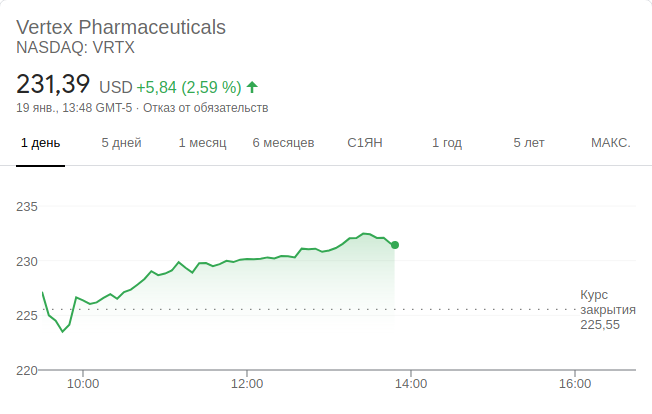 Vertex Pharmaceuticals
NASDAQ: VRTX
231,39 USD +5,84 (2,59 %)
19 янв., 13:48 GMT-5 · Отказ от обязательств
1 день 5 дней 1 месяц 6 месяцев С1ЯН 1 год 5 лет МАКС.
235
230
225
220
Курс
закрытия
225,55
10:00 12:00 14:00 16:00